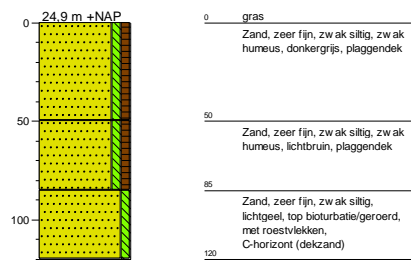 24,9 m +NAP
0
50
100
0 gras
Zand, zeer fijn, zwak siltig, zwak
humeus, donkergrijs, plaggendek
50
Zand, zeer fijn, zwak siltig, zwak
humeus, lichtbruin, plaggendek
85
Zand, zeer fijn, zwak siltig,
lichtgeel, top bioturbatie/geroerd,
met roestvlekken,
C-horizont (dekzand)
120